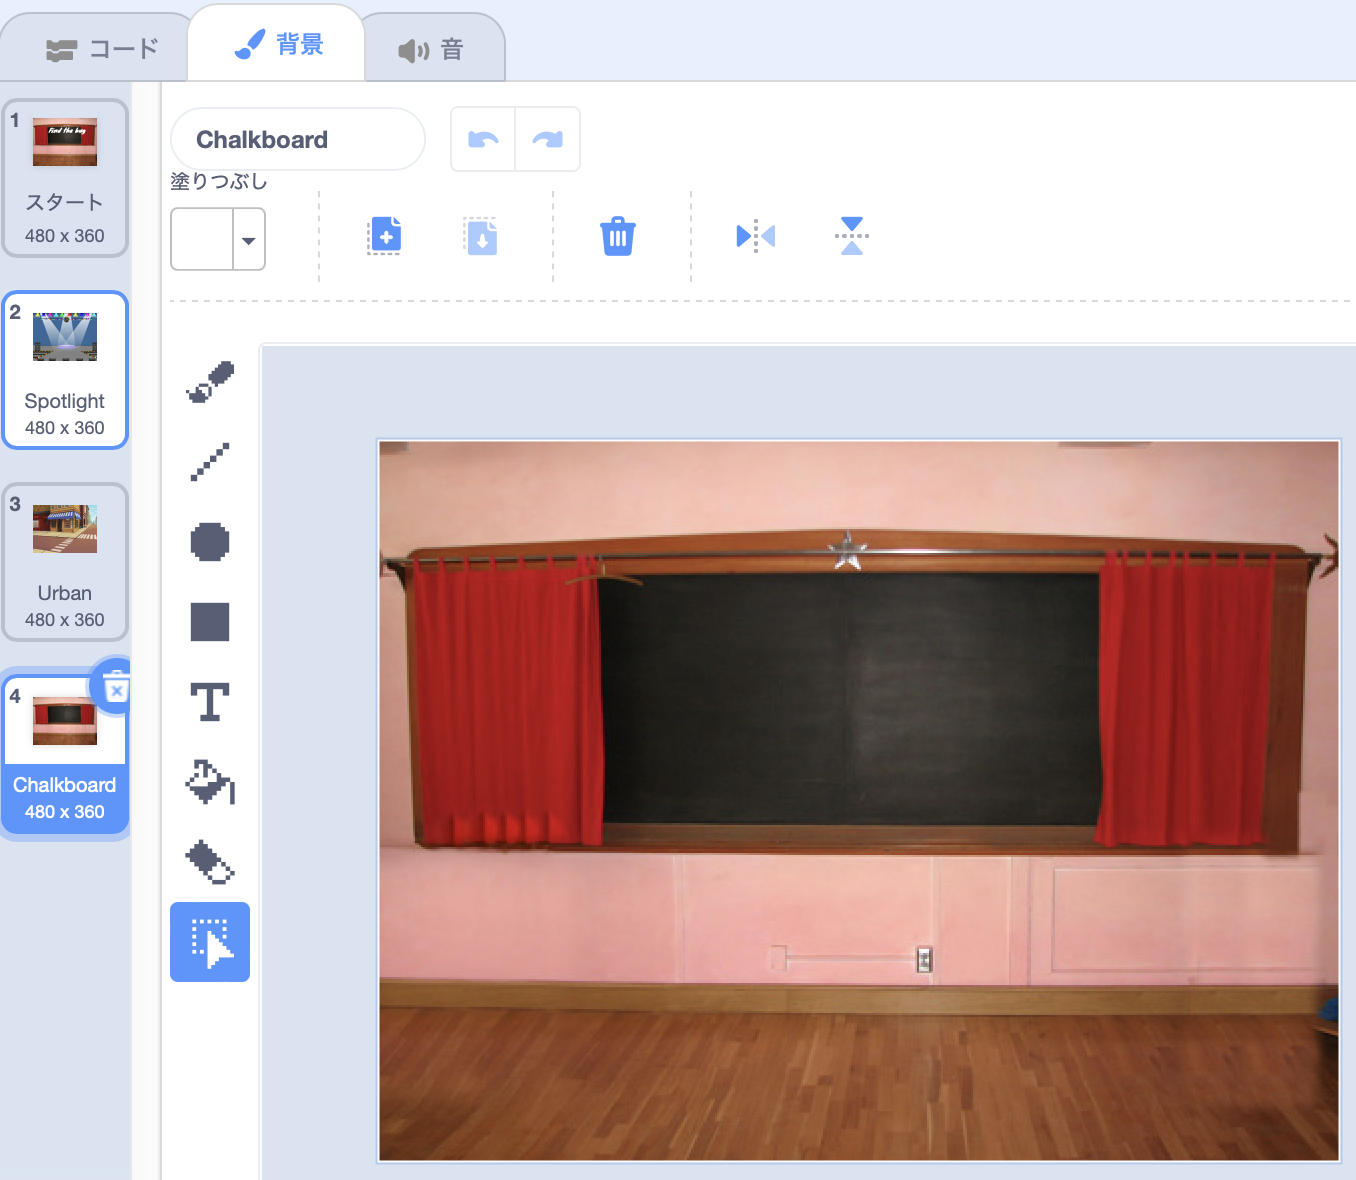 コード
背景
音
1
Find the bug
スタート
480 x 360
2
Spotlight
480 x 360
3
Urban
480 x 360
4
Chalkboard
480 x 360
Chalkboard
塗りつぶし
T